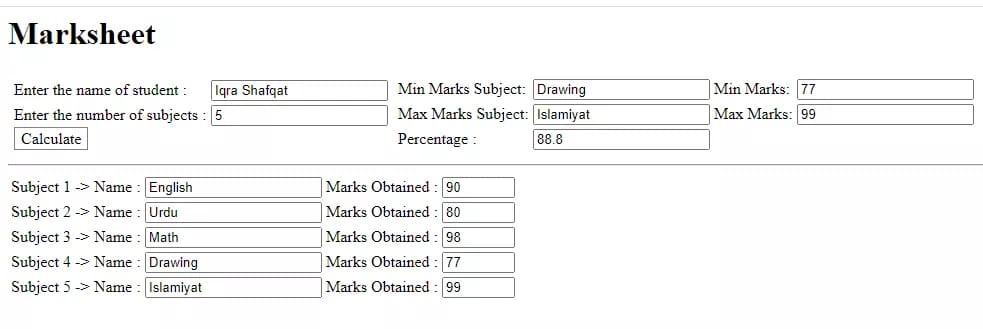 Marksheet
Enter the name of student : Iqra Shafqat Min Marks Subject: Drawing Min Marks: 77
Enter the number of subjects : 5 Max Marks Subject: Islamiyat Max Marks: 99
Calculate Percentage : 88.8
Subject 1 -> Name : English Marks Obtained : 90
Subject 2 -> Name : Urdu Marks Obtained : 80
Subject 3 -> Name : Math Marks Obtained : 98
Subject 4 -> Name : Drawing Marks Obtained : 77
Subject 5 -> Name : Islamiyat Marks Obtained : 99